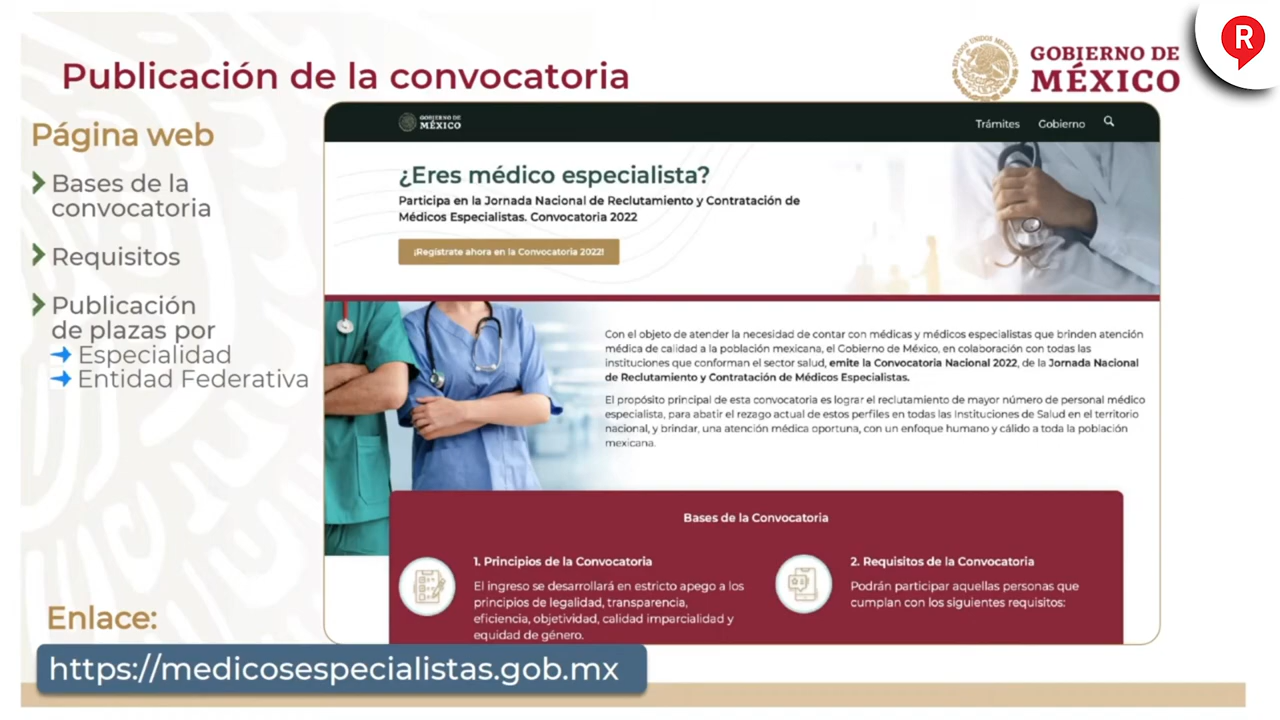 Publicación de la convocatoria
ESTADOS UNIDOS MEXICANOS
GOBIERNO DE
MÉXICO
R
Página web
Bases de la
convocatoria
Requisitos
Publicación
de plazas por
Especialidad
Entidad Federativa
GOBIERNO DE
MÉXICO
Trámites Gobierno
¿Eres médico especialista?
Participa en la Jornada Nacional de Reclutamiento y Contratación de
Médicos Especialistas. Convocatoria 2022
¡Regístrate ahora en la Convocatoria 2022!
Con el objeto de atender la necesidad de contar con médicas y médicos especialistas que brinden atención
médica de calidad a la población mexicana, el Gobierno de México, en colaboración con todas las
instituciones que conforman el sector salud, emite la Convocatoria Nacional 2022, de la Jornada Nacional
de Reclutamiento y Contratación de Médicos Especialistas.
El propósito principal de esta convocatoria es lograr el reclutamiento de mayor número de personal médico
especialista, para abatir el rezago actual de estos perfiles en todas las Instituciones de Salud en el territorio
nacional, y brindar, una atención médica oportuna, con un enfoque humano y cálido a toda la población
mexicana.
Bases de la Convocatoria
1. Principios de la Convocatoria
El ingreso se desarrollará en estricto apego a los
principios de legalidad, transparencia,
eficiencia, objetividad, calidad imparcialidad y
equidad de género.
2. Requisitos de la Convocatoria
Podrán participar aquellas personas que
cumplan con los siguientes requisitos:
Enlace:
https://medicosespecialistas.gob.mx